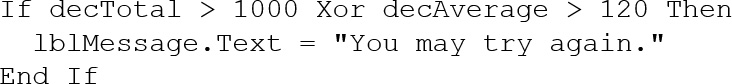 If decTotal > 1000 Xor decAverage > 120 Then
  lblMessage.Text = "You may try again."
End If